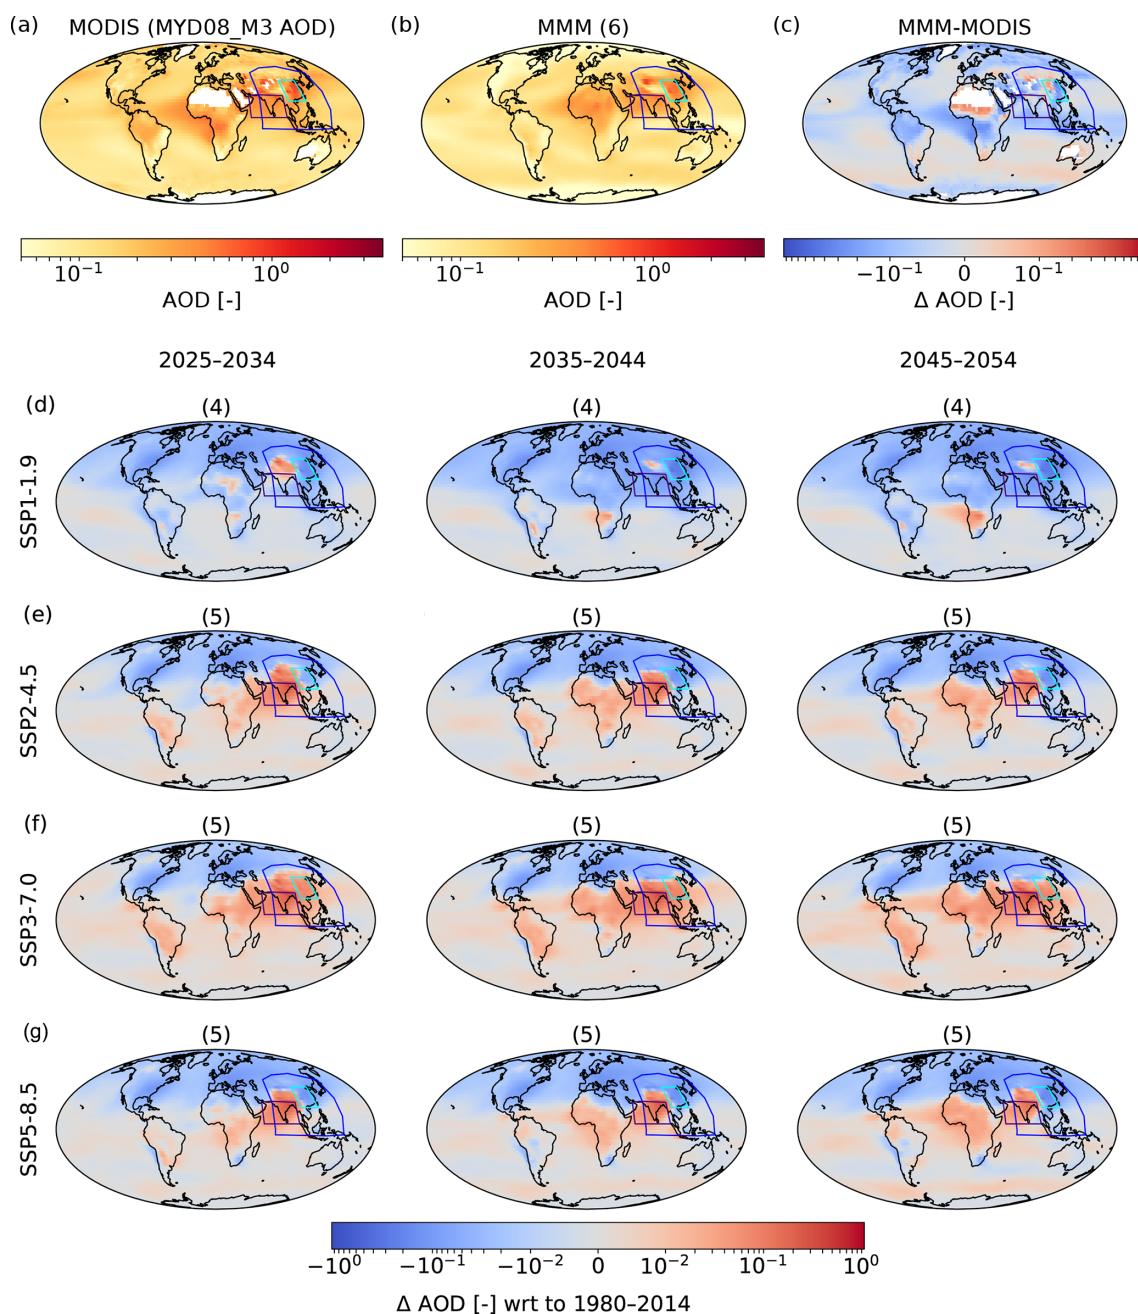 (a) MODIS (MYD08_M3 AOD) (b) MMM (6) (c) MMM-MODIS
10⁻¹ 10⁰ 10⁻¹ 10⁰ −10⁻¹ 0 10⁻¹
AOD [-] AOD [-] Δ AOD [-]
2025–2034 2035–2044 2045–2054
(d) (4) (4) (4)
SSP1-1.9
(e) (5) (5) (5)
SSP2-4.5
(f) (5) (5) (5)
SSP3-7.0
(g) (5) (5) (5)
SSP5-8.5
−10⁰ −10⁻¹ −10⁻² 0 10⁻² 10⁻¹ 10⁰
Δ AOD [-] wrt to 1980–2014